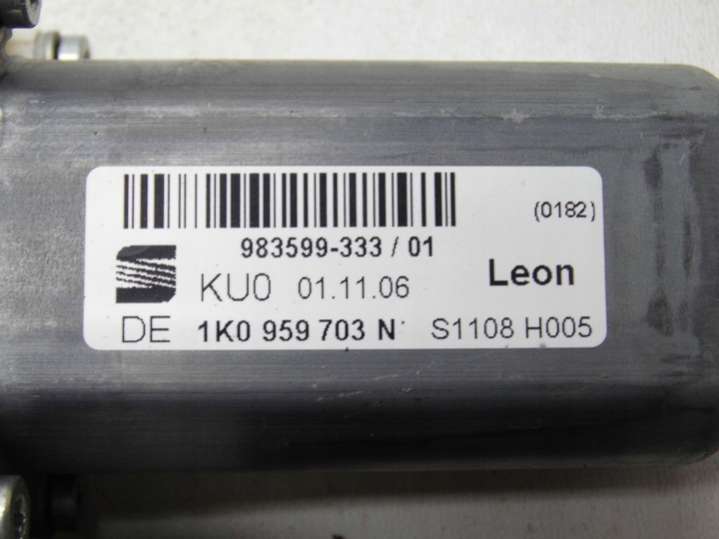 (0182)
983599-333 / 01
KU0 01.11.06 Leon
DE 1K0 959 703 N S1108 H005